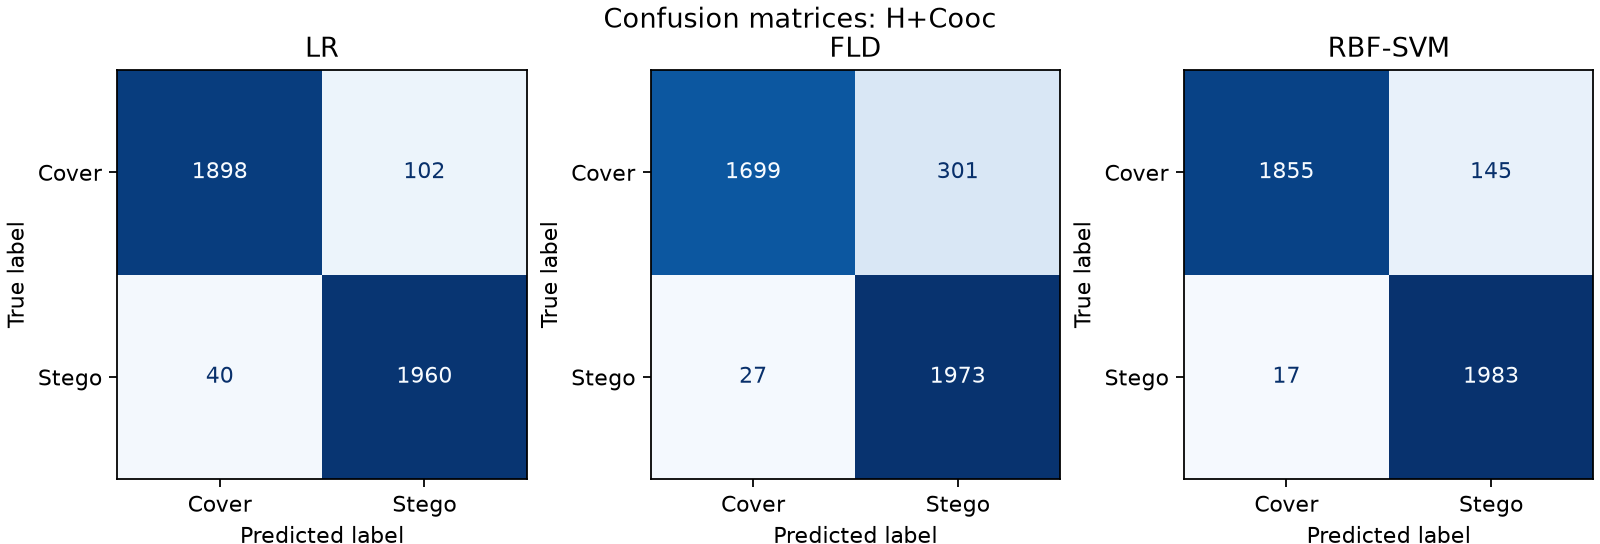 Confusion matrices: H+Cooc
LR
True label
Cover
1898
102
Stego
40
1960
Cover
Stego
Predicted label
FLD
True label
Cover
1699
301
Stego
27
1973
Cover
Stego
Predicted label
RBF-SVM
True label
Cover
1855
145
Stego
17
1983
Cover
Stego
Predicted label